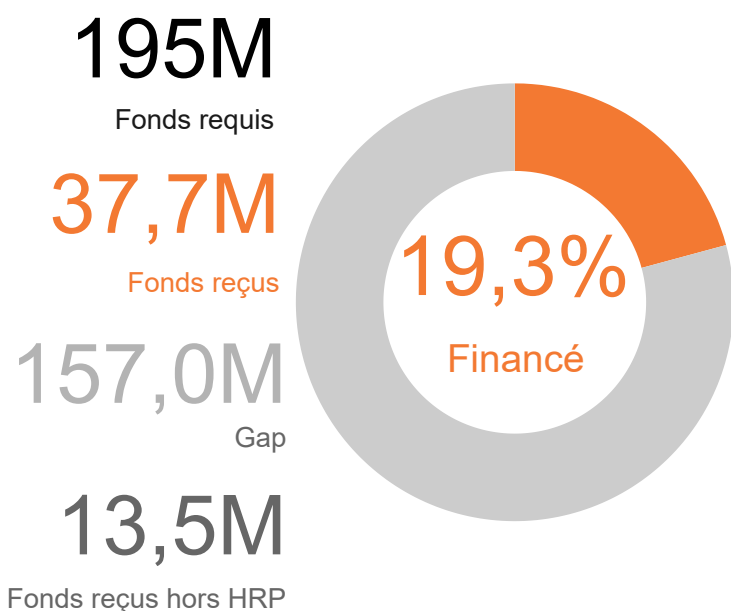 195M
Fonds requis
37,7M
Fonds reçus
157,0M
Gap
13,5M
Fonds reçus hors HRP
19,3%
Financé